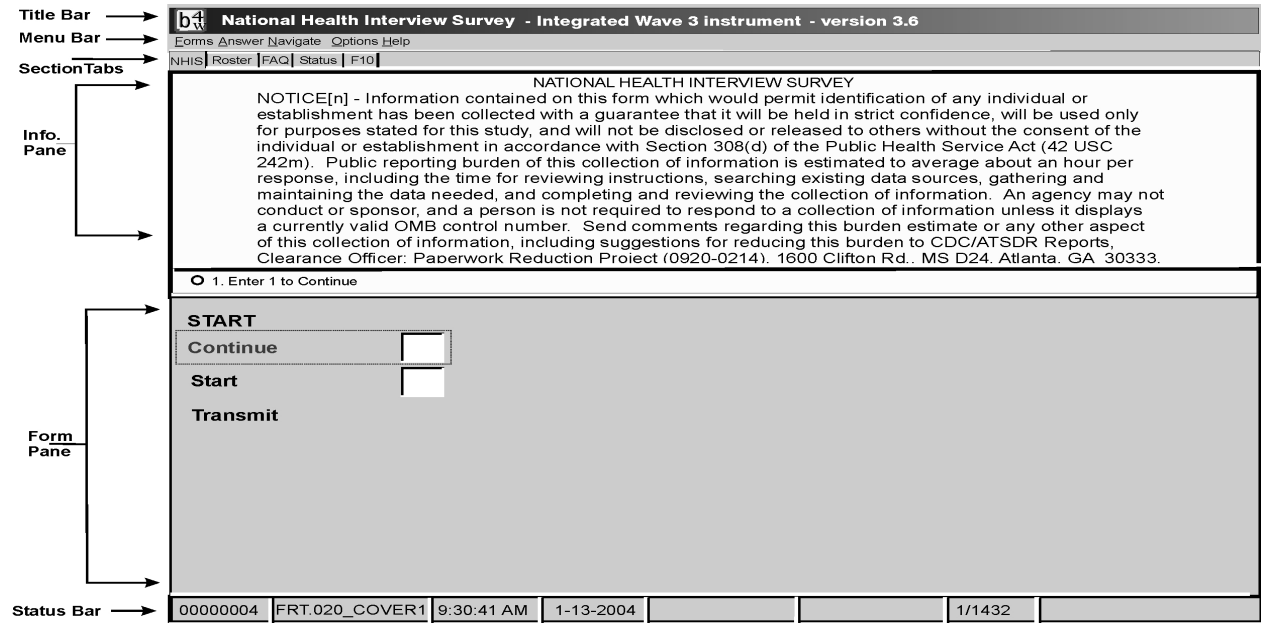 Title Bar
b4w National Health Interview Survey - Integrated Wave 3 instrument - version 3.6
Menu Bar
Forms Answer Navigate Options Help
SectionTabs
NHIS Roster FAQ Status F10
Info.
Pane
NATIONAL HEALTH INTERVIEW SURVEY
NOTICE[n] - Information contained on this form which would permit identification of any individual or
establishment has been collected with a guarantee that it will be held in strict confidence, will be used only
for purposes stated for this study, and will not be disclosed or released to others without the consent of the
individual or establishment in accordance with Section 308(d) of the Public Health Service Act (42 USC
242m). Public reporting burden of this collection of information is estimated to average about an hour per
response, including the time for reviewing instructions, searching existing data sources, gathering and
maintaining the data needed, and completing and reviewing the collection of information. An agency may not
conduct or sponsor, and a person is not required to respond to a collection of information unless it displays
a currently valid OMB control number. Send comments regarding this burden estimate or any other aspect
of this collection of information, including suggestions for reducing this burden to CDC/ATSDR Reports,
Clearance Officer: Paperwork Reduction Project (0920-0214), 1600 Clifton Rd., MS D24, Atlanta, GA 30333.
1. Enter 1 to Continue
Form
Pane
START
Continue
Start
Transmit
Status Bar
00000004 FRT.020_COVER1 9:30:41 AM 1-13-2004 1/1432